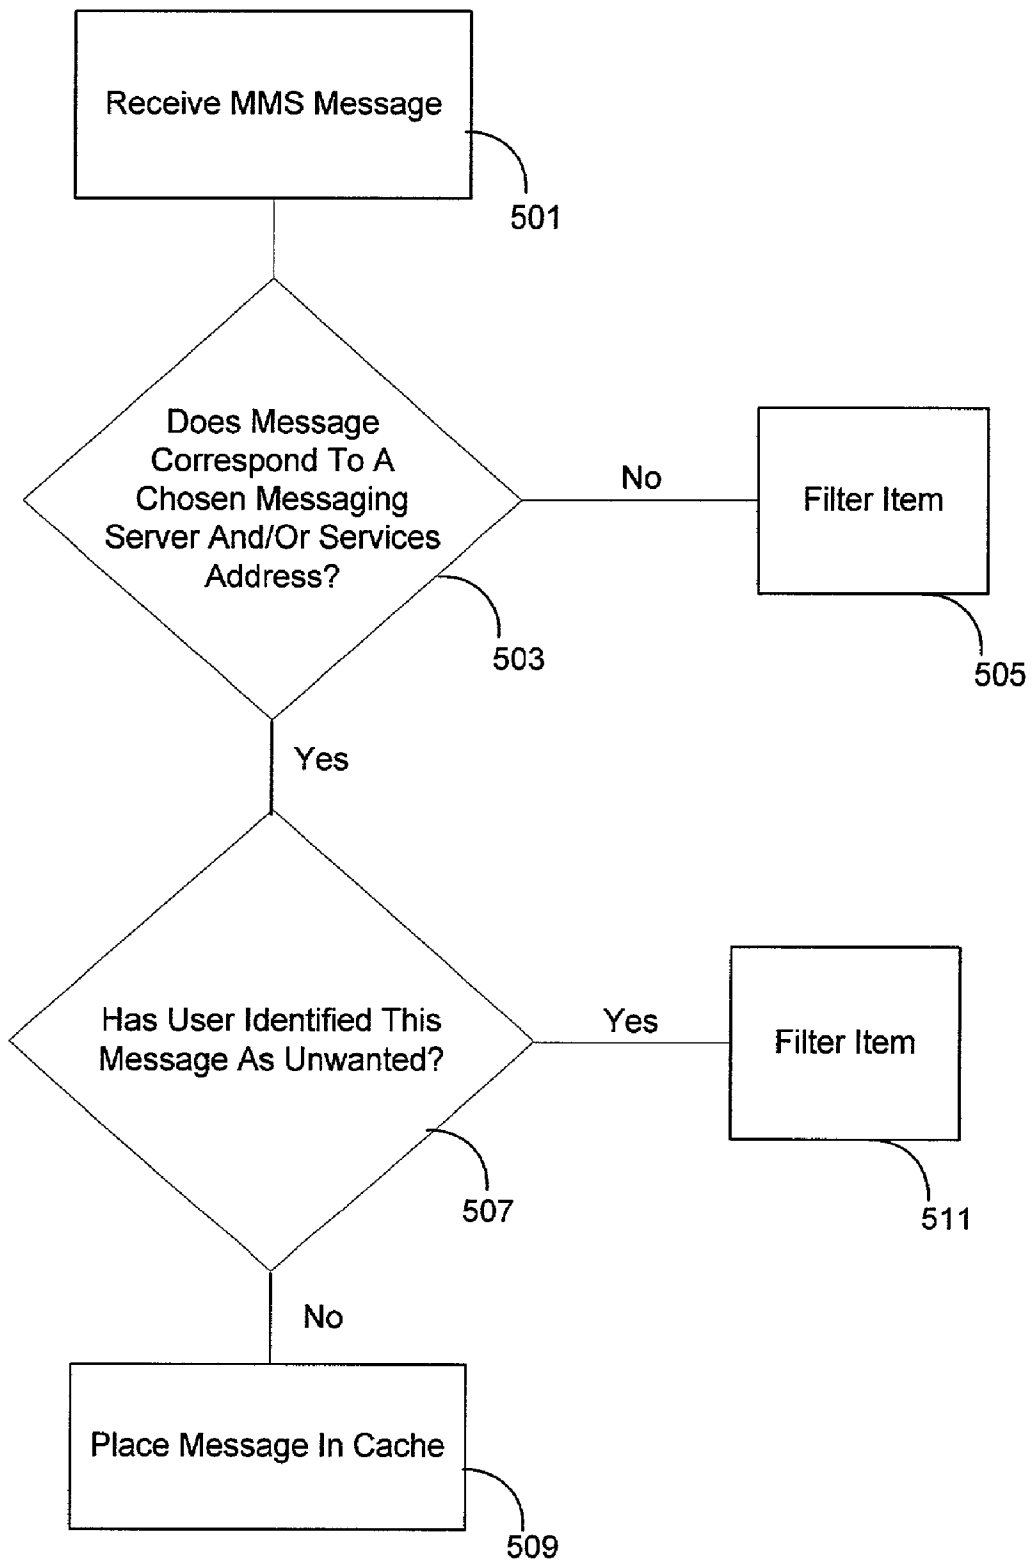 Receive MMS Message
501
Does Message
Correspond To A
Chosen Messaging
Server And/Or Services
Address?
No
Filter Item
503
505
Yes
Has User Identified This
Message As Unwanted?
Yes
Filter Item
507
511
No
Place Message In Cache
509